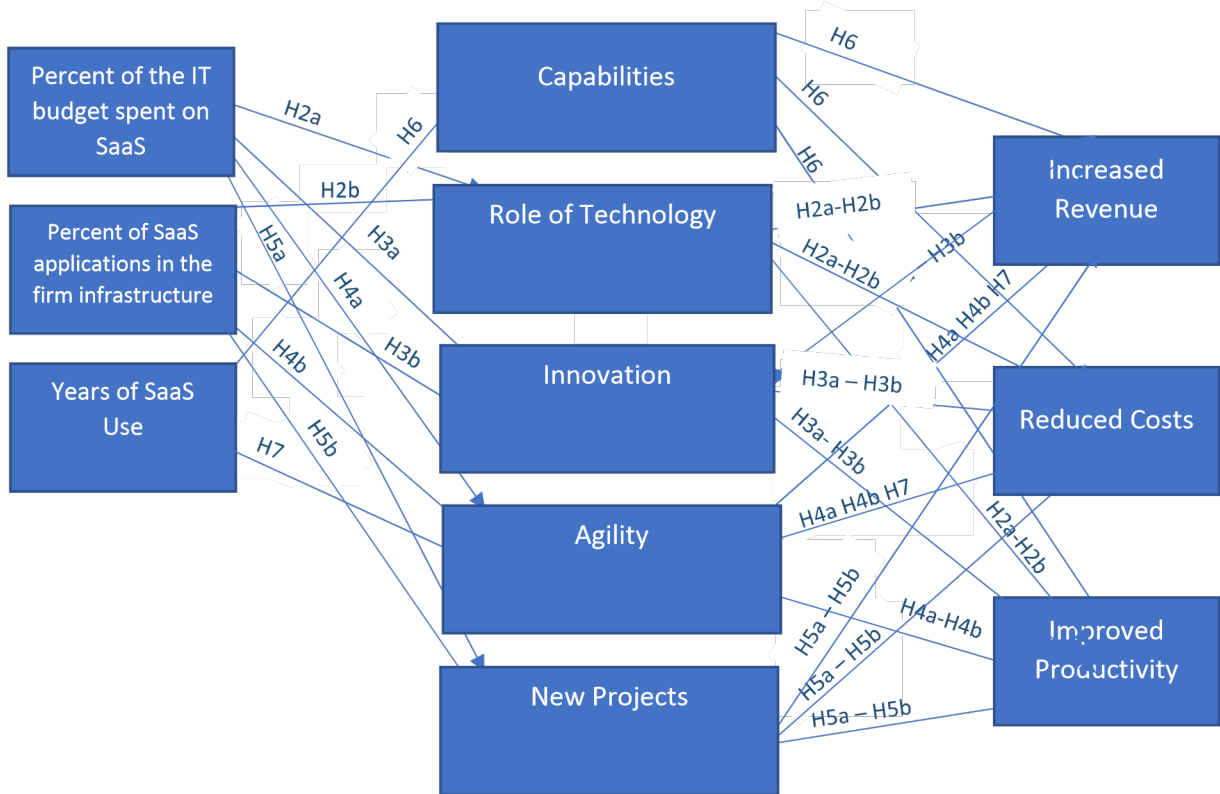 Percent of the IT
budget spent on
SaaS
Percent of SaaS
applications in the
firm infrastructure
Years of SaaS
Use
H2a
H2b
H6
H3a
H5a
H4a
H3b
H4b
H5b
H7
Capabilities
Role of Technology
Innovation
Agility
New Projects
H6
H6
H6
H2a-H2b
H2a-H2b
H3b
H4a H4b H7
H3a – H3b
H3a- H3b
H4a H4b H7
H2a-H2b
H5a – H5b
H4a-H4b
H5a – H5b
H5a – H5b
Increased
Revenue
Reduced Costs
Improved
Productivity